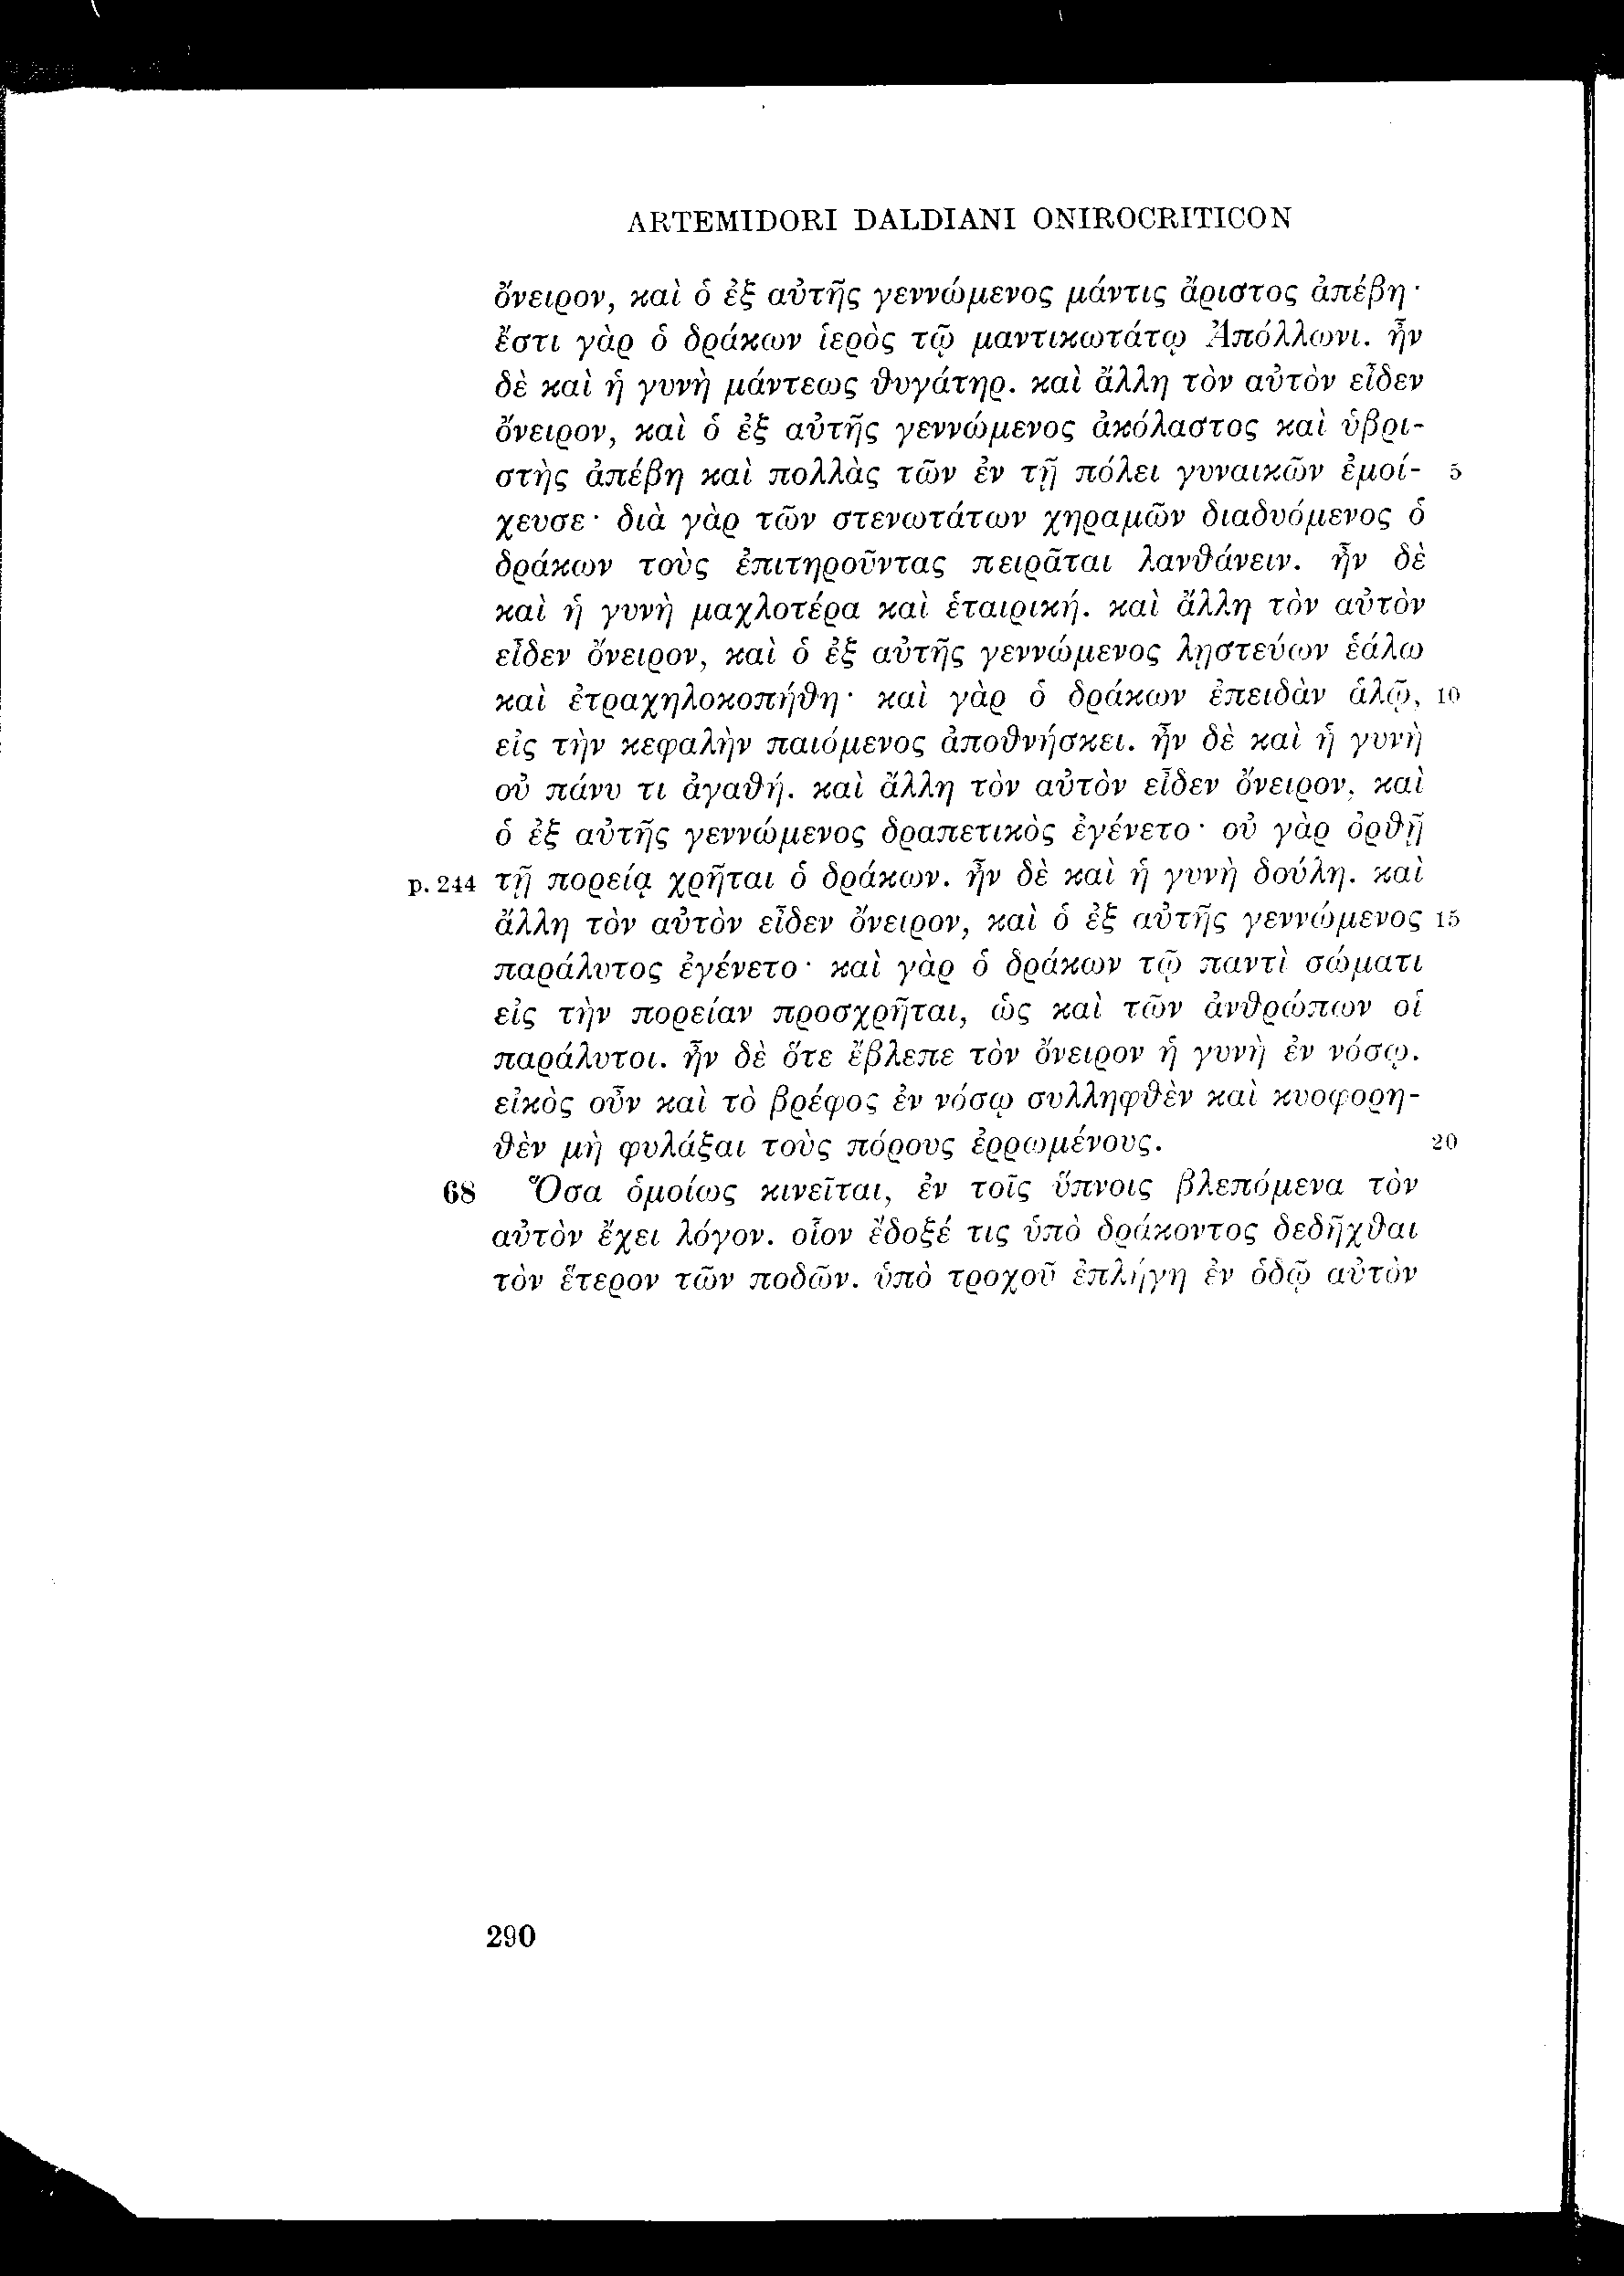 ARTEMIDORI DALDIANI ONIROCRITICON
ὄνειρον, καὶ ὁ ἐξ αὐτῆς γεννώμενος μάντις ἄριστος ἀπέβη·
ἔστι γὰρ ὁ δράκων ἱερὸς τῷ μαντικωτάτῳ Ἀπόλλωνι. ἦν
δὲ καὶ ἡ γυνὴ μάντεως θυγάτηρ. καὶ ἄλλη τὸν αὐτὸν εἶδεν
ὄνειρον, καὶ ὁ ἐξ αὐτῆς γεννώμενος ἀκόλαστος καὶ ὑβρι-
στὴς ἀπέβη καὶ πολλὰς τῶν ἐν τῇ πόλει γυναικῶν ἐμοί- 5
χευσε· διὰ γὰρ τῶν στενωτάτων χηραμῶν διαδυόμενος ὁ
δράκων τοὺς ἐπιτηροῦντας πειρᾶται λανθάνειν. ἦν δὲ
καὶ ἡ γυνὴ μαχλοτέρα καὶ ἑταιρική. καὶ ἄλλη τὸν αὐτὸν
εἶδεν ὄνειρον, καὶ ὁ ἐξ αὐτῆς γεννώμενος λῃστεύων ἑάλω
καὶ ἐτραχηλοκοπήθη· καὶ γὰρ ὁ δράκων ἐπειδὰν ἁλῷ, 10
εἰς τὴν κεφαλὴν παιόμενος ἀποθνήσκει. ἦν δὲ καὶ ἡ γυνὴ
οὐ πάνυ τι ἀγαθή. καὶ ἄλλη τὸν αὐτὸν εἶδεν ὄνειρον, καὶ
ὁ ἐξ αὐτῆς γεννώμενος δραπετικὸς ἐγένετο· οὐ γὰρ ὀρθῇ
p. 244 τῇ πορείᾳ χρῆται ὁ δράκων. ἦν δὲ καὶ ἡ γυνὴ δούλη. καὶ
ἄλλη τὸν αὐτὸν εἶδεν ὄνειρον, καὶ ὁ ἐξ αὐτῆς γεννώμενος 15
παράλυτος ἐγένετο· καὶ γὰρ ὁ δράκων τῷ παντὶ σώματι
εἰς τὴν πορείαν προσχρῆται, ὡς καὶ τῶν ἀνθρώπων οἱ
παράλυτοι. ἦν δὲ ὅτε ἔβλεπε τὸν ὄνειρον ἡ γυνὴ ἐν νόσῳ.
εἰκὸς οὖν καὶ τὸ βρέφος ἐν νόσῳ συλληφθὲν καὶ κυοφορη-
θὲν μὴ φυλάξαι τοὺς πόρους ἐρρωμένους. 20
68 Ὅσα ὁμοίως κινεῖται, ἐν τοῖς ὕπνοις βλεπόμενα τὸν
αὐτὸν ἔχει λόγον. οἷον ἔδοξέ τις ὑπὸ δράκοντος δεδῆχθαι
τὸν ἕτερον τῶν ποδῶν. ὑπὸ τροχοῦ ἐπλήγη ἐν ὁδῷ αὐτὸν
290